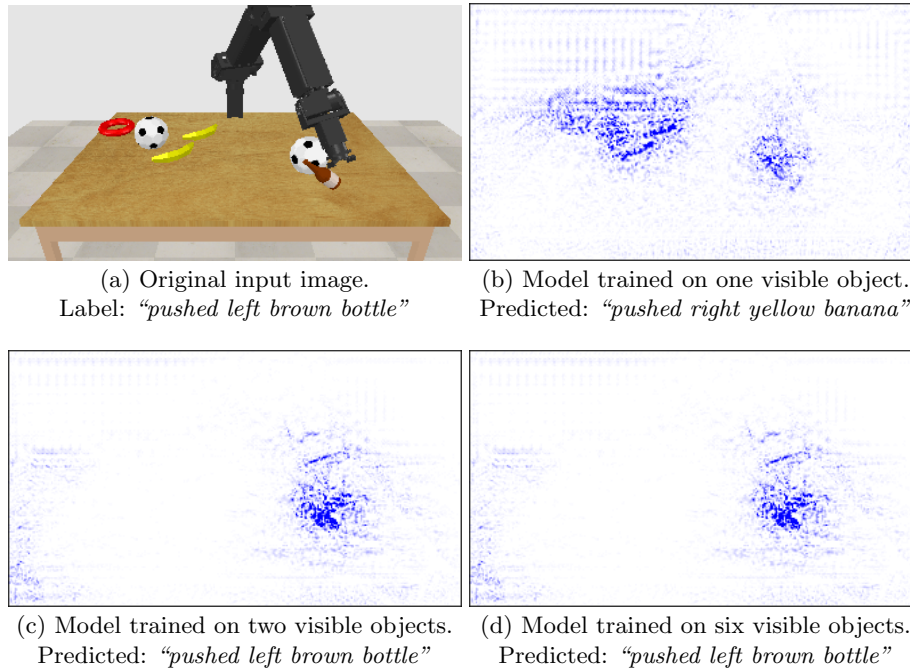 (a) Original input image.
Label: “pushed left brown bottle”
(b) Model trained on one visible object.
Predicted: “pushed right yellow banana”
(c) Model trained on two visible objects.
Predicted: “pushed left brown bottle”
(d) Model trained on six visible objects.
Predicted: “pushed left brown bottle”